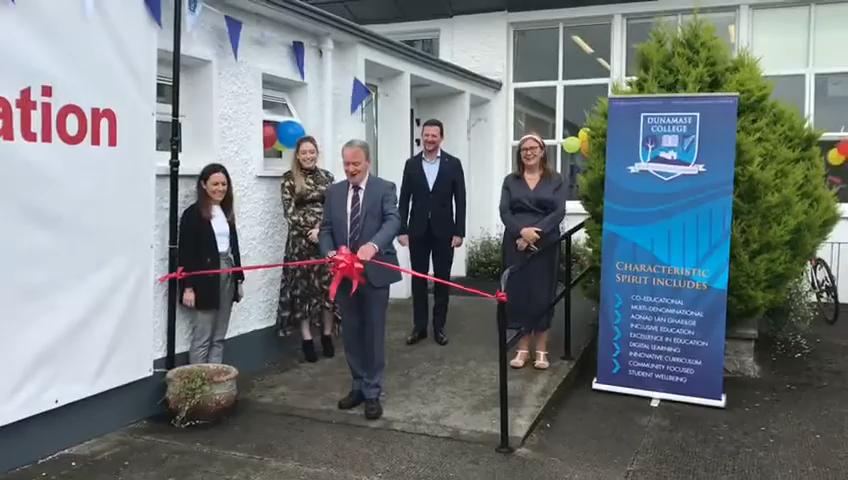 ation
DUNAMASE
COLLEGE
CHARACTERISTIC
SPIRIT INCLUDES
CO-EDUCATIONAL
MULTI-DENOMINATIONAL
AONAD LÁN GHAEILGE
INCLUSIVE EDUCATION
EXCELLENCE IN EDUCATION
DIGITAL LEARNING
INNOVATIVE CURRICULUM
COMMUNITY FOCUSED
STUDENT WELLBEING